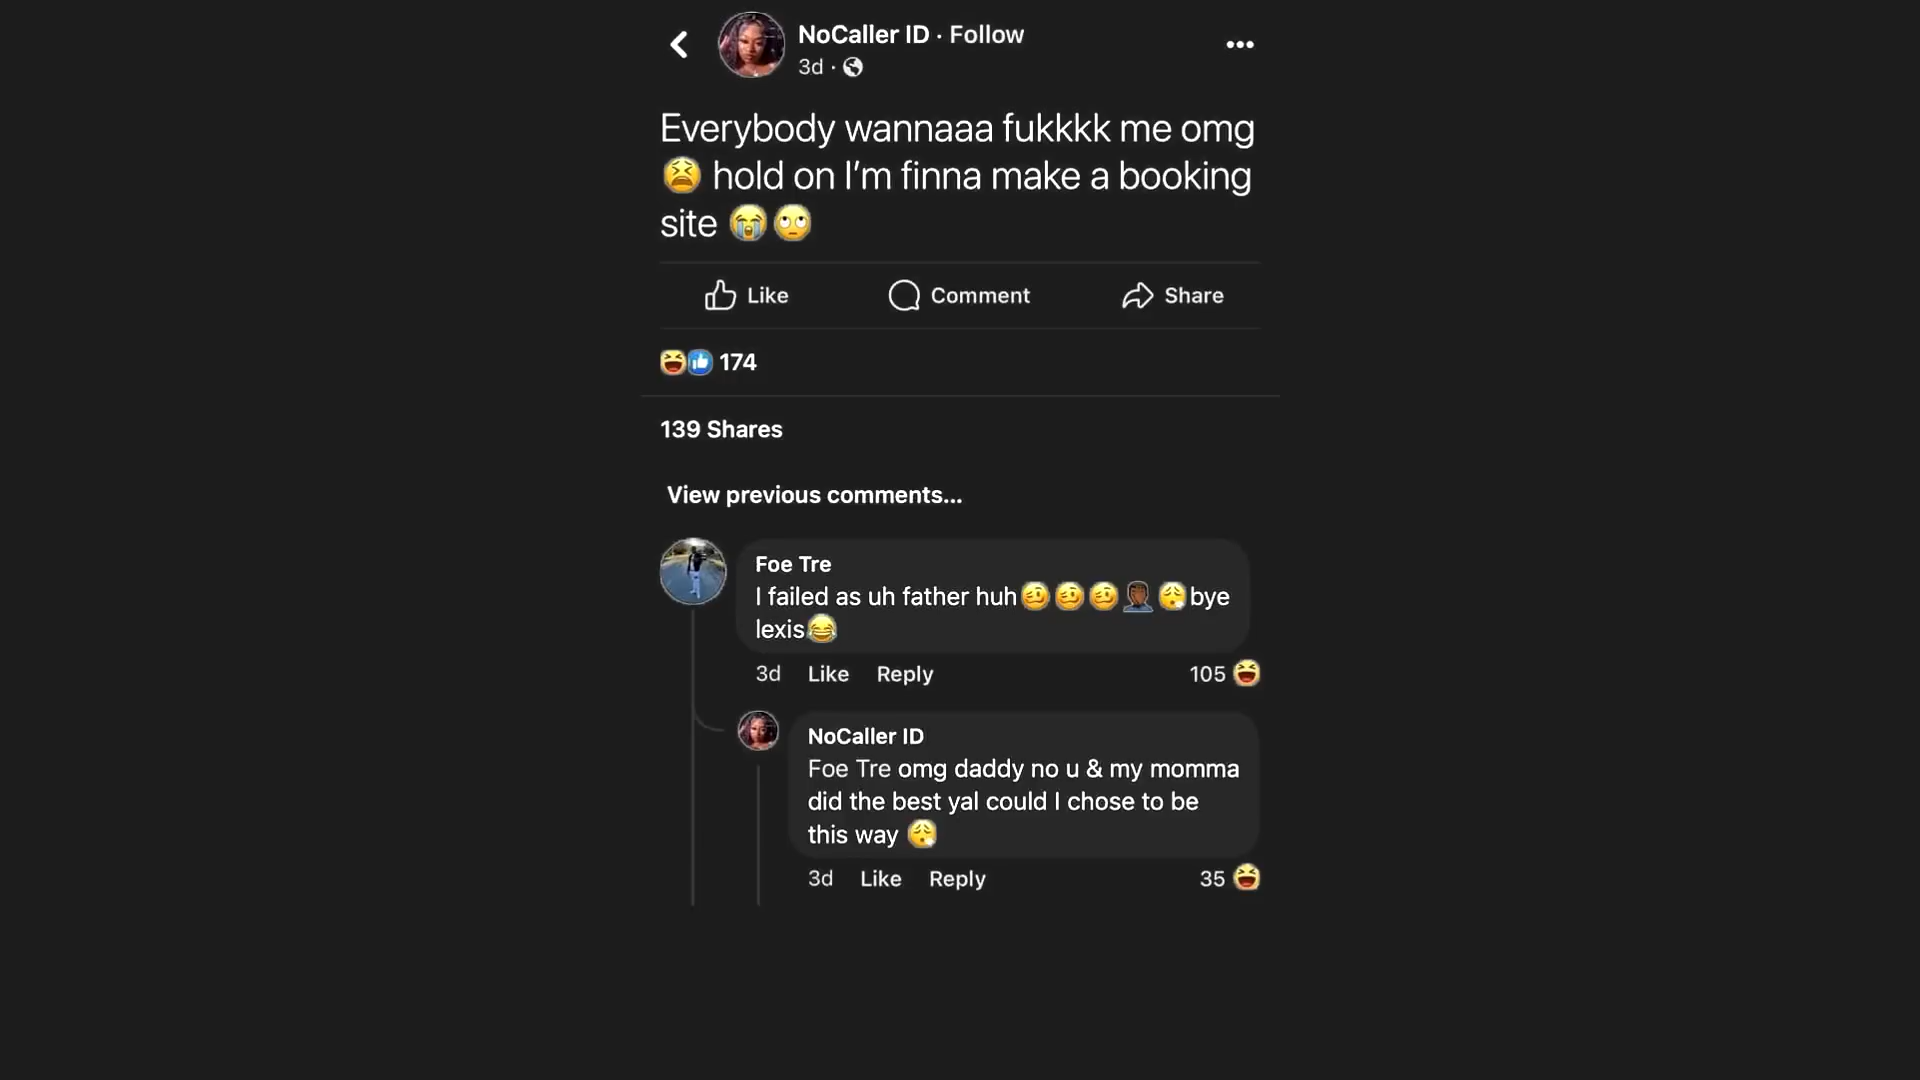 NoCaller ID · Follow
3d ·
Everybody wannaaa fukkkk me omg
😫 hold on I'm finna make a booking
site 😭🙄
Like Comment Share
174
139 Shares
View previous comments...
Foe Tre
I failed as uh father huh🥴🥴🥴🤦🏾‍♂️😮‍💨bye
lexis😂
3d Like Reply 105 😆
NoCaller ID
Foe Tre omg daddy no u & my momma
did the best yal could I chose to be
this way 😮‍💨
3d Like Reply 35 😆